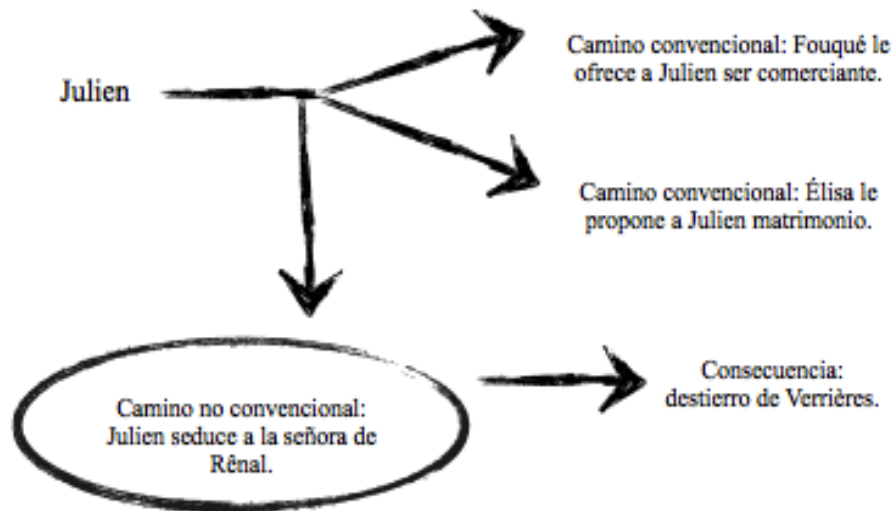 Julien
Camino convencional: Fouqué le
ofrece a Julien ser comerciante.
Camino convencional: Élisa le
propone a Julien matrimonio.
Camino no convencional:
Julien seduce a la señora de
Rênal.
Consecuencia:
destierro de Verrières.